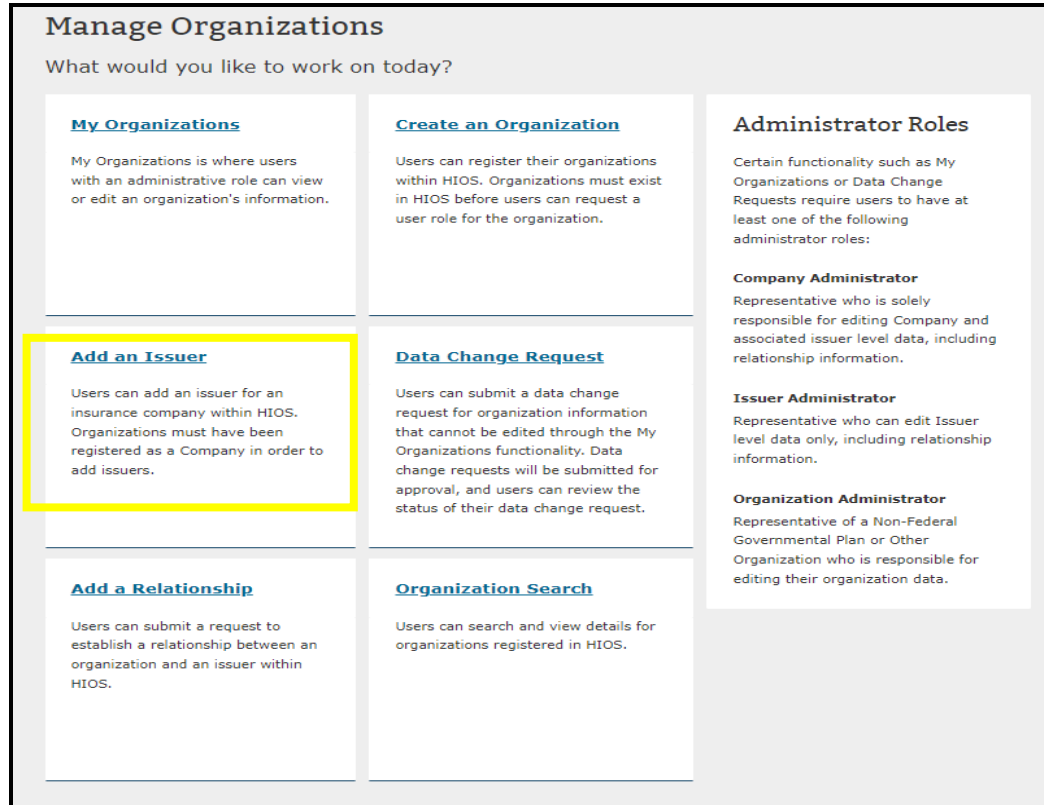 Manage Organizations
What would you like to work on today?
My Organizations
My Organizations is where users
with an administrative role can view
or edit an organization's information.
Create an Organization
Users can register their organizations
within HIOS. Organizations must exist
in HIOS before users can request a
user role for the organization.
Add an Issuer
Users can add an issuer for an
insurance company within HIOS.
Organizations must have been
registered as a Company in order to
add issuers.
Data Change Request
Users can submit a data change
request for organization information
that cannot be edited through the My
Organizations functionality. Data
change requests will be submitted for
approval, and users can review the
status of their data change request.
Add a Relationship
Users can submit a request to
establish a relationship between an
organization and an issuer within
HIOS.
Organization Search
Users can search and view details for
organizations registered in HIOS.
Administrator Roles
Certain functionality such as My
Organizations or Data Change
Requests require users to have at
least one of the following
administrator roles:
Company Administrator
Representative who is solely
responsible for editing Company and
associated issuer level data, including
relationship information.
Issuer Administrator
Representative who can edit Issuer
level data only, including relationship
information.
Organization Administrator
Representative of a Non-Federal
Governmental Plan or Other
Organization who is responsible for
editing their organization data.